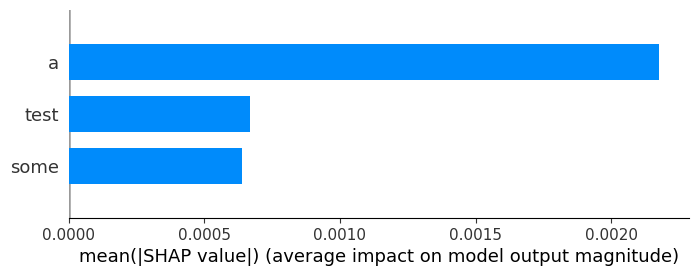 a
test
some
0.0000 0.0005 0.0010 0.0015 0.0020
mean(|SHAP value|) (average impact on model output magnitude)